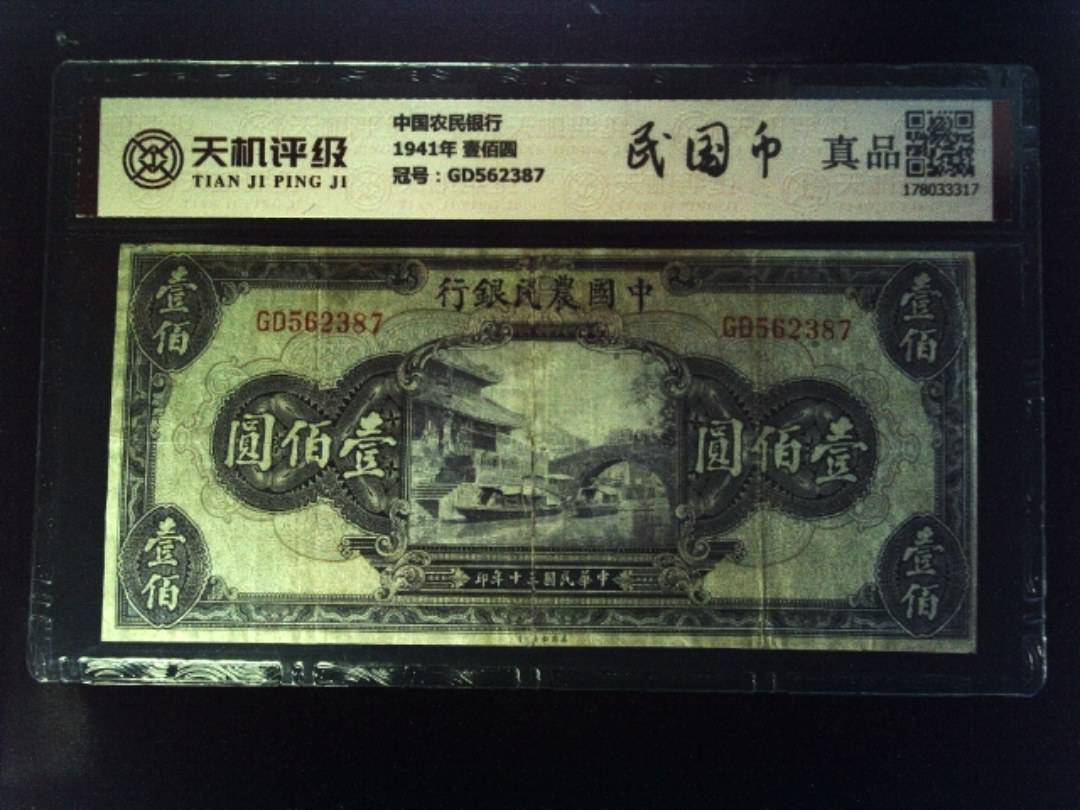 天机评级
TIAN JI PING JI
中国农民银行
1941年 壹佰圆
冠号：GD562387
民国币
真品
178033317
行銀民農國中
壹佰
壹佰
GD562387
GD562387
圓佰壹
圓佰壹
壹佰
壹佰
印年十三國民華中